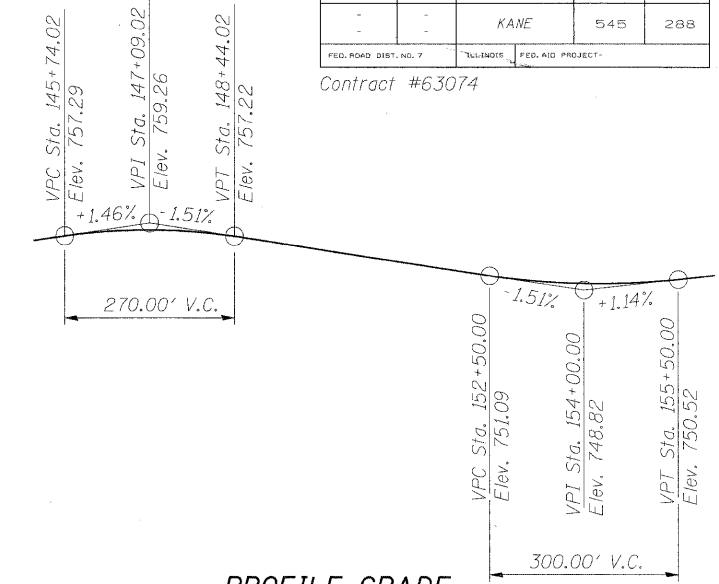 - - KANE 545 288
- -
FED. ROAD DIST. NO. 7 ILLINOIS FED. AID PROJECT-
Contract #63074
VPC Sta. 145+74.02
Elev. 757.29
VPI Sta. 147+09.02
Elev. 759.26
VPT Sta. 148+44.02
Elev. 757.22
+1.46%
-1.51%
270.00' V.C.
-1.51%
+1.14%
VPC Sta. 152+50.00
Elev. 751.09
VPI Sta. 154+00.00
Elev. 748.82
VPT Sta. 155+50.00
Elev. 750.52
300.00' V.C.
PROFILE GRADE